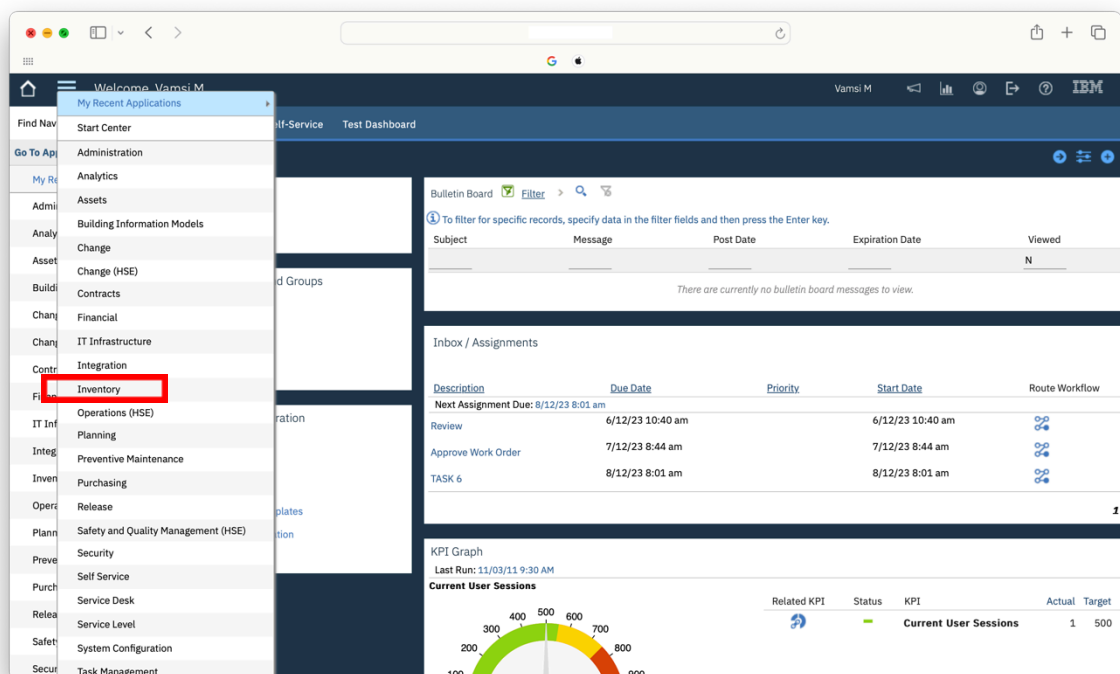 Welcome, Vamsi M
Vamsi M
IBM
Find Nav
lf-Service
Test Dashboard
Go To App
My Re
Admi
Analy
Asset
Buildi
Chang
Chang
Contr
Finan
IT Inf
Integ
Inven
Opera
Plann
Preve
Purch
Relea
Safet
Secur
My Recent Applications
Start Center
Administration
Analytics
Assets
Building Information Models
Change
Change (HSE)
Contracts
Financial
IT Infrastructure
Integration
Inventory
Operations (HSE)
Planning
Preventive Maintenance
Purchasing
Release
Safety and Quality Management (HSE)
Security
Self Service
Service Desk
Service Level
System Configuration
Task Management
d Groups
ration
plates
tion
Bulletin Board Filter
To filter for specific records, specify data in the filter fields and then press the Enter key.
Subject Message Post Date Expiration Date Viewed
N
There are currently no bulletin board messages to view.
Inbox / Assignments
Description Due Date Priority Start Date Route Workflow
Next Assignment Due: 8/12/23 8:01 am
Review 6/12/23 10:40 am 6/12/23 10:40 am
Approve Work Order 7/12/23 8:44 am 7/12/23 8:44 am
TASK 6 8/12/23 8:01 am 8/12/23 8:01 am
1
KPI Graph
Last Run: 11/03/11 9:30 AM
Current User Sessions
Related KPI Status KPI Actual Target
Current User Sessions 1 500
100 200 300 400 500 600 700 800 900